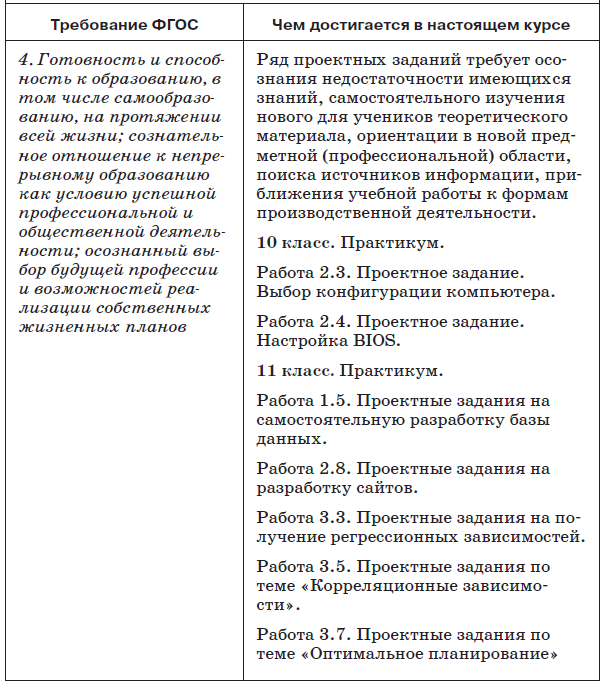 Требование ФГОС
Чем достигается в настоящем курсе
4. Готовность и способ-
ность к образованию, в
том числе самообразо-
ванию, на протяжении
всей жизни; сознатель-
ное отношение к непре-
рывному образованию
как условию успешной
профессиональной и
общественной деятель-
ности; осознанный вы-
бор будущей профессии
и возможностей реа-
лизации собственных
жизненных планов
Ряд проектных заданий требует осо-
знания недостаточности имеющихся
знаний, самостоятельного изучения
нового для учеников теоретического
материала, ориентации в новой пред-
метной (профессиональной) области,
поиска источников информации, при-
ближения учебной работы к формам
производственной деятельности.
10 класс. Практикум.
Работа 2.3. Проектное задание.
Выбор конфигурации компьютера.
Работа 2.4. Проектное задание.
Настройка BIOS.
11 класс. Практикум.
Работа 1.5. Проектные задания на
самостоятельную разработку базы
данных.
Работа 2.8. Проектные задания на
разработку сайтов.
Работа 3.3. Проектные задания на по-
лучение регрессионных зависимостей.
Работа 3.5. Проектные задания по
теме «Корреляционные зависимо-
сти».
Работа 3.7. Проектные задания по
теме «Оптимальное планирование»